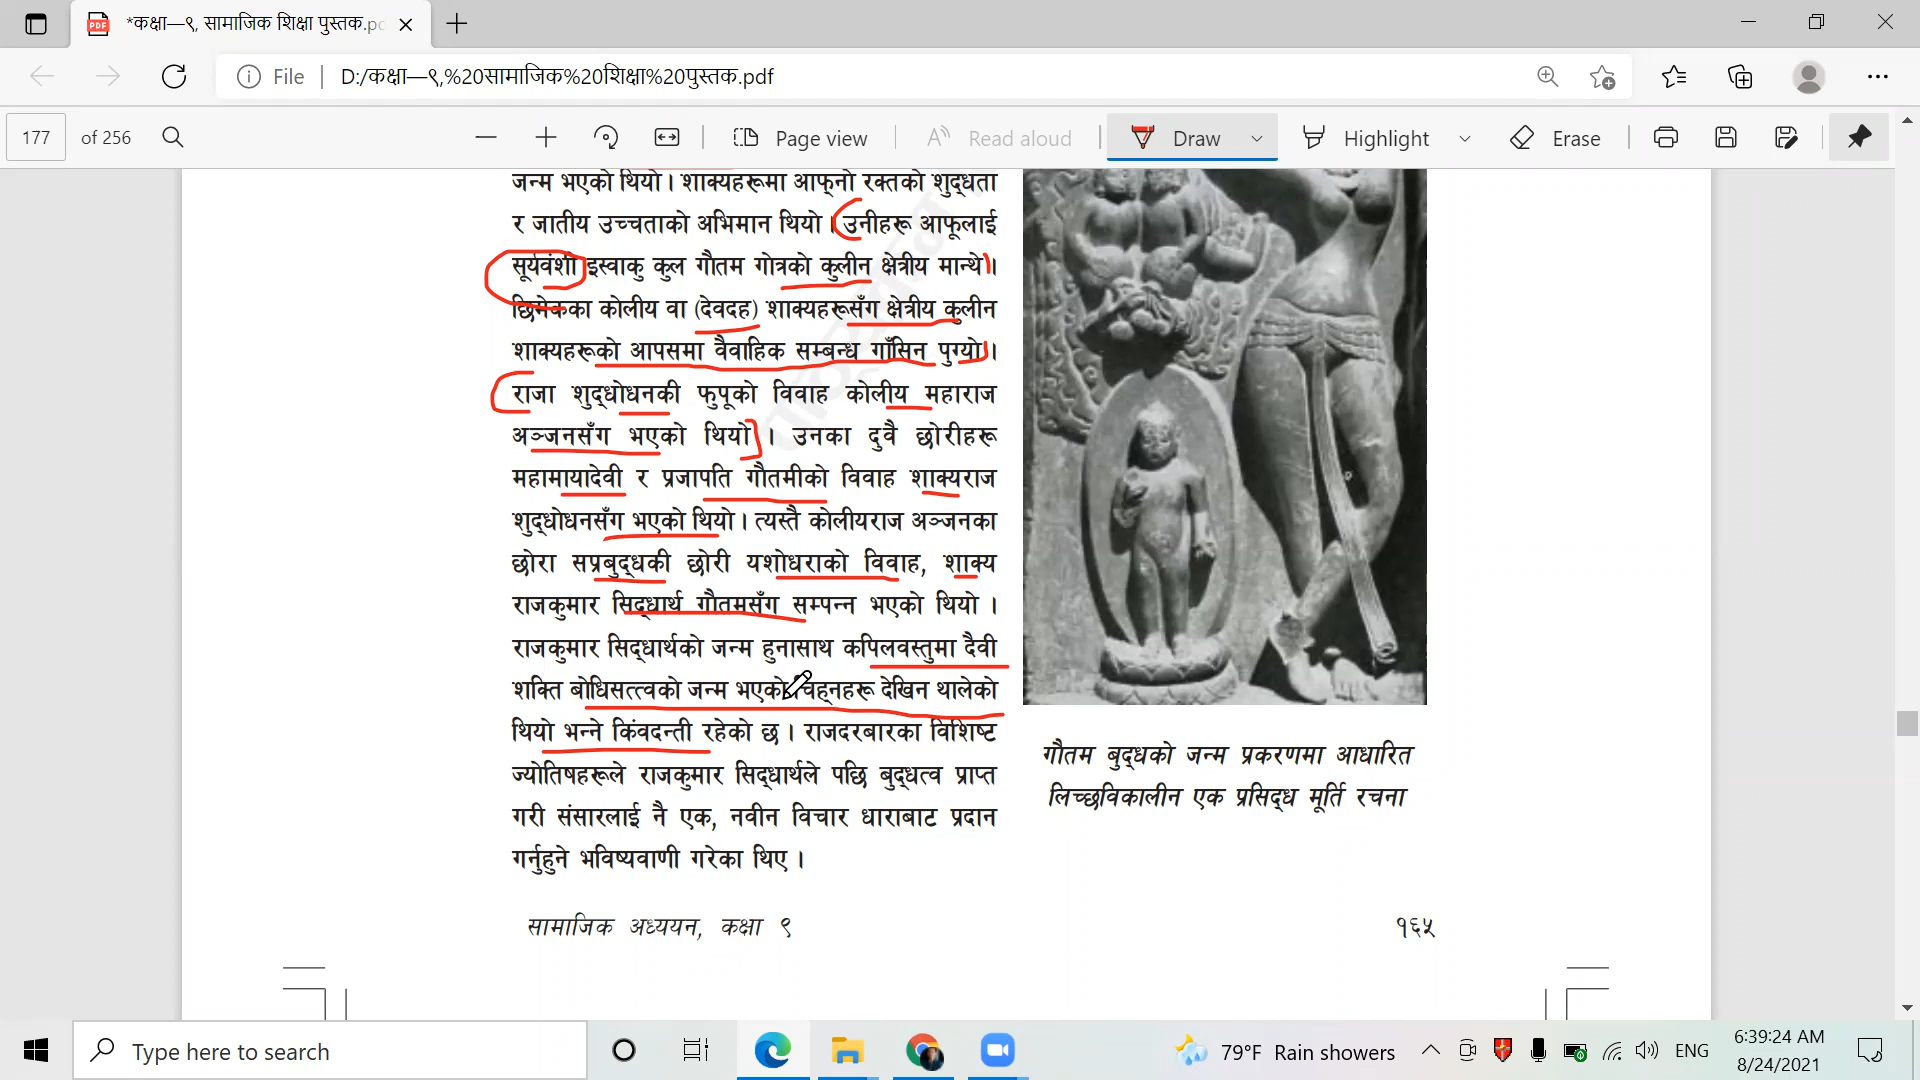 *कक्षा—९, सामाजिक शिक्षा पुस्तक.pd
File
D:/कक्षा—९,%20सामाजिक%20शिक्षा%20पुस्तक.pdf
177 of 256
Page view
Read aloud
Draw
Highlight
Erase
जन्म भएको थियो । शाक्यहरूमा आफ्नो रक्तको शुद्धता
र जातीय उच्चताको अभिमान थियो । उनीहरू आफूलाई
सूर्यवंशी इस्वाकु कुल गौतम गोत्रको कुलीन क्षेत्रीय मान्थे ।
छिमेकका कोलीय वा (देवदह) शाक्यहरूसँग क्षेत्रीय कुलीन
शाक्यहरूको आपसमा वैवाहिक सम्बन्ध गाँसिन पुग्यो ।
राजा शुद्धोधनकी फुपूको विवाह कोलीय महाराज
अञ्जनसँग भएको थियो । उनका दुवै छोरीहरू
महामायादेवी र प्रजापति गौतमीको विवाह शाक्यराज
शुद्धोधनसँग भएको थियो । त्यस्तै कोलीयराज अञ्जनका
छोरा सप्रबुद्धकी छोरी यशोधराको विवाह, शाक्य
राजकुमार सिद्धार्थ गौतमसँग सम्पन्न भएको थियो ।
राजकुमार सिद्धार्थको जन्म हुनासाथ कपिलवस्तुमा दैवी
शक्ति बोधिसत्त्वको जन्म भएको चिह्नहरू देखिन थालेको
थियो भन्ने किंवदन्ती रहेको छ । राजदरबारका विशिष्ट
ज्योतिषहरूले राजकुमार सिद्धार्थले पछि बुद्धत्व प्राप्त
गरी संसारलाई नै एक, नवीन विचार धाराबाट प्रदान
गर्नुहुने भविष्यवाणी गरेका थिए ।
गौतम बुद्धको जन्म प्रकरणमा आधारित
लिच्छविकालीन एक प्रसिद्ध मूर्ति रचना
सामाजिक अध्ययन, कक्षा ९
१६५
Type here to search
79°F Rain showers
ENG
6:39:24 AM
8/24/2021